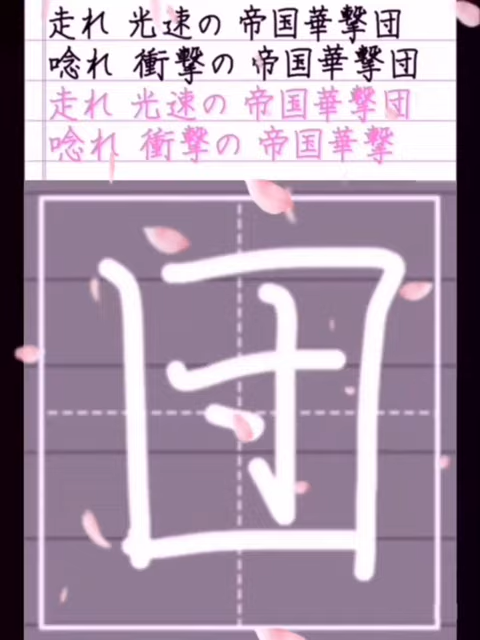 走れ 光速の 帝国華撃団
唸れ 衝撃の 帝国華撃団
走れ 光速の 帝国華撃団
唸れ 衝撃の 帝国華撃
団